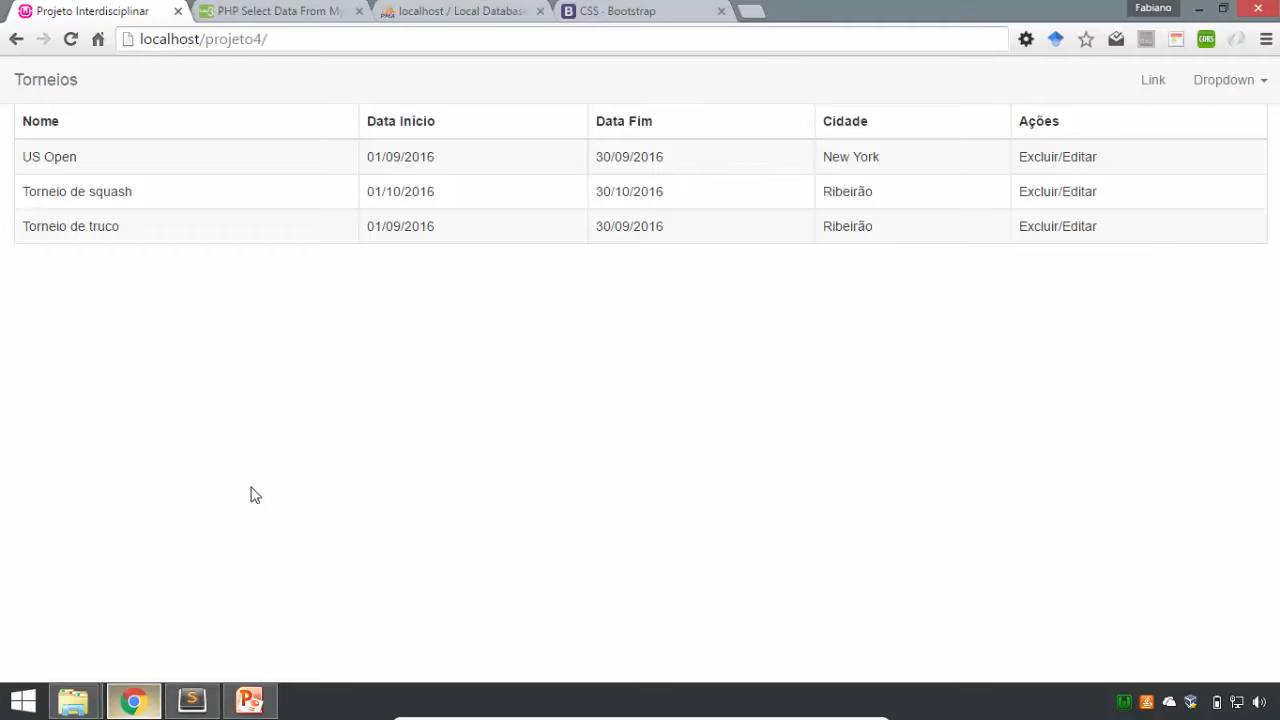 Projeto Interdisciplinar PHP Select Data From My localhost / Local Databas CSS · Bootstrap Fabiano
localhost/projeto4/
CORS
Torneios Link Dropdown
Nome Data Início Data Fim Cidade Ações
US Open 01/09/2016 30/09/2016 New York Excluir/Editar
Torneio de squash 01/10/2016 30/10/2016 Ribeirão Excluir/Editar
Torneio de truco 01/09/2016 30/09/2016 Ribeirão Excluir/Editar